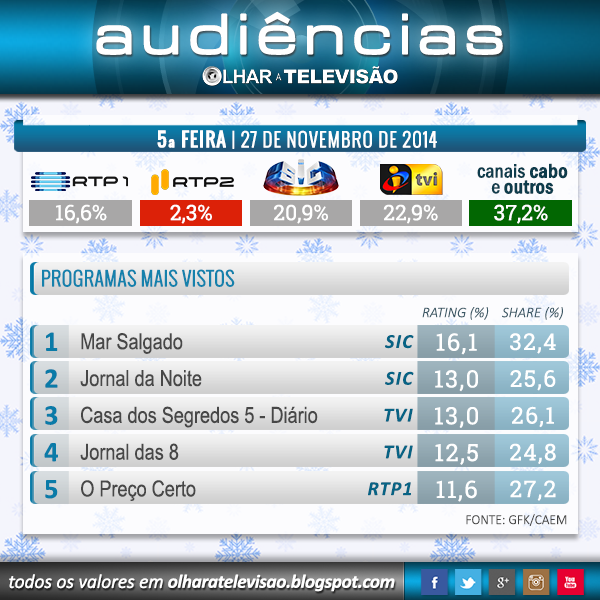 audiências
OLHAR À TELEVISÃO
5ª FEIRA | 27 DE NOVEMBRO DE 2014
RTP1 RTP2 SIC tvi canais cabo
e outros
16,6% 2,3% 20,9% 22,9% 37,2%
PROGRAMAS MAIS VISTOS
RATING (%) SHARE (%)
1 Mar Salgado SIC 16,1 32,4
2 Jornal da Noite SIC 13,0 25,6
3 Casa dos Segredos 5 - Diário TVI 13,0 26,1
4 Jornal das 8 TVI 12,5 24,8
5 O Preço Certo RTP1 11,6 27,2
FONTE: GFK/CAEM
todos os valores em olharatelevisao.blogspot.com f g+ You Tube